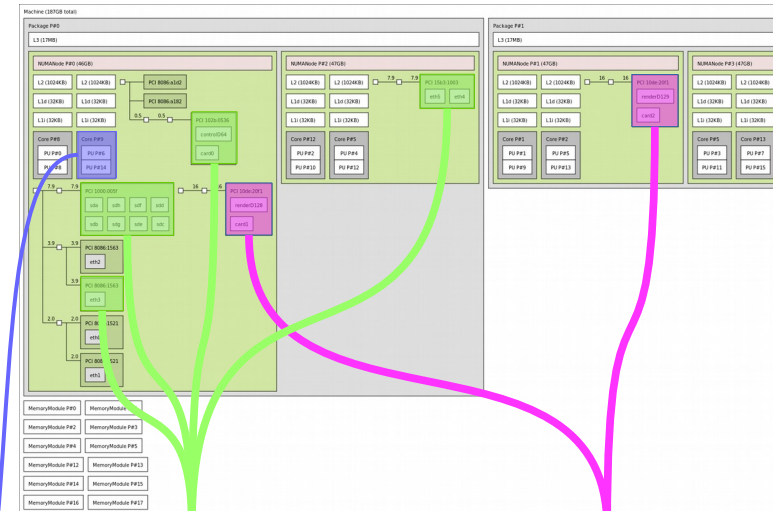 Machine (187GB total)
Package P#0
L3 (17MB)
NUMANode P#0 (46GB)
L2 (1024KB) L2 (1024KB)
L1d (32KB) L1d (32KB)
L1i (32KB) L1i (32KB)
PCI 8086:a1d2
PCI 8086:a182
0.5 0.5
PCI 102b:0536
controlD64
card0
Core P#8
PU P#0
P#8
Core P#9
PU P#6
PU P#14
7.9 7.9
PCI 1000:005f
sda sdf sdd
sdb sdg sde sdc
16
PCI 10de:20f1
renderD128
card1
3.9 3.9
PCI 8086:1563
eth2
3.9
PCI 8086:1563
eth3
2.0 2.0
1521
2.0
eth1
NUMANode P#2 (47GB)
L2 (1024KB) L2 (1024KB)
L1d (32KB) L1d (32KB)
L1i (32KB) L1i (32KB)
7.9 7.9
PCI 15b3:1003
eth5 eth4
Core P#12
PU P#2
PU P#10
Core P#5
PU P#4
PU P#12
Package P#1
L3 (17MB)
NUMANode P#1 (47GB)
L2 (1024KB) L2 (1024KB)
L1d (32KB) L1d (32KB)
L1i (32KB) L1i (32KB)
16 16
PCI 10de:20f1
renderD129
card2
Core P#1
PU P#1
PU P#9
Core P#2
PU P#5
PU P#13
NUMANode P#3 (47GB)
L2 (1024KB) L2 (1024KB)
L1d (32KB) L1d (32KB)
L1i (32KB) L1i (32KB)
Core P#5
PU P#3
PU P#11
Core P#13
PU P#7
PU P#15
MemoryModule P#0 MemoryModule
MemoryModule P#2 MemoryModule P#3
MemoryModule P#4 MemoryModule P#5
MemoryModule P#12 MemoryModule P#13
MemoryModule P#14 MemoryModule P#15
MemoryModule P#16 MemoryModule P#17